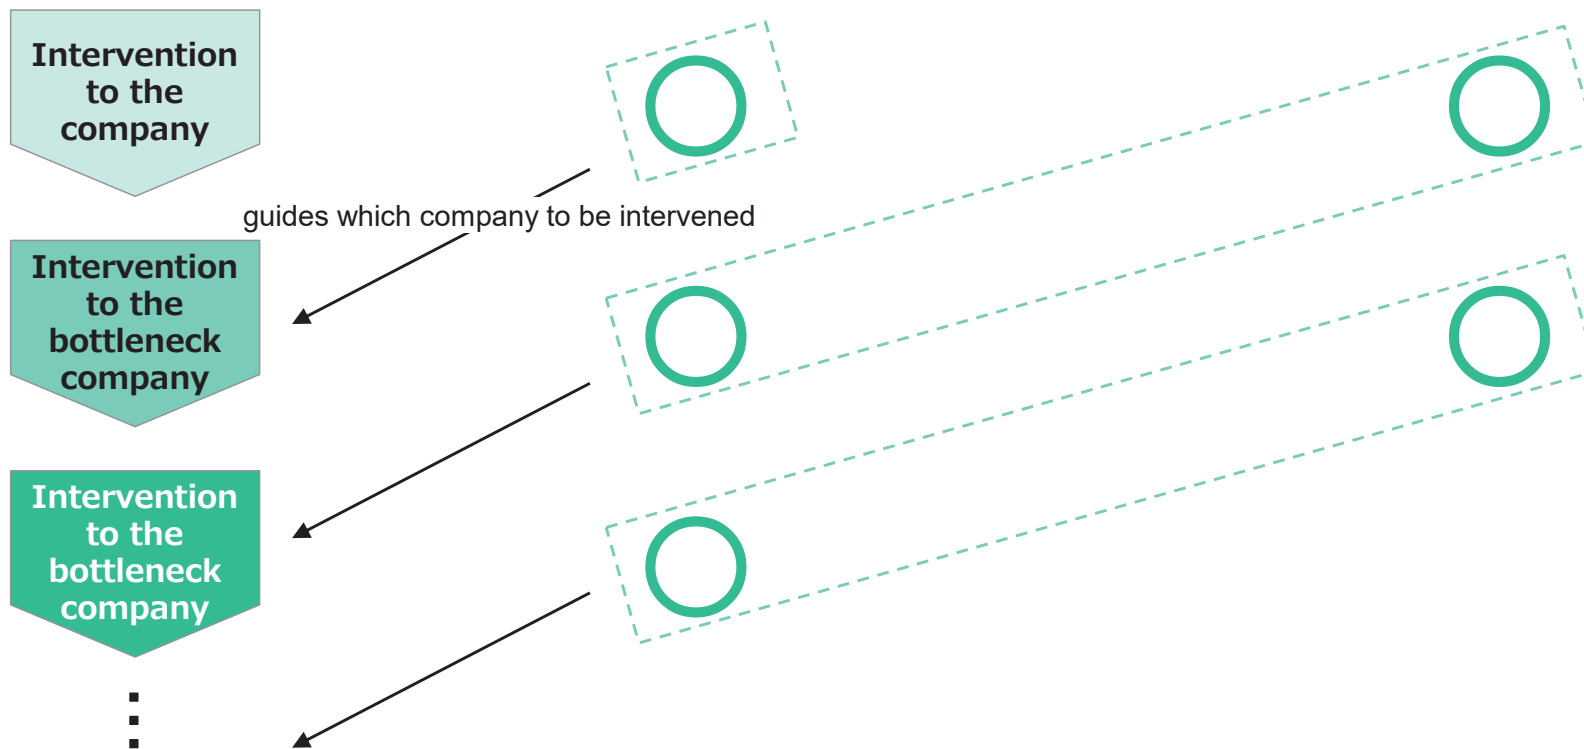 Intervention
to the
company
guides which company to be intervened
Intervention
to the
bottleneck
company
Intervention
to the
bottleneck
company